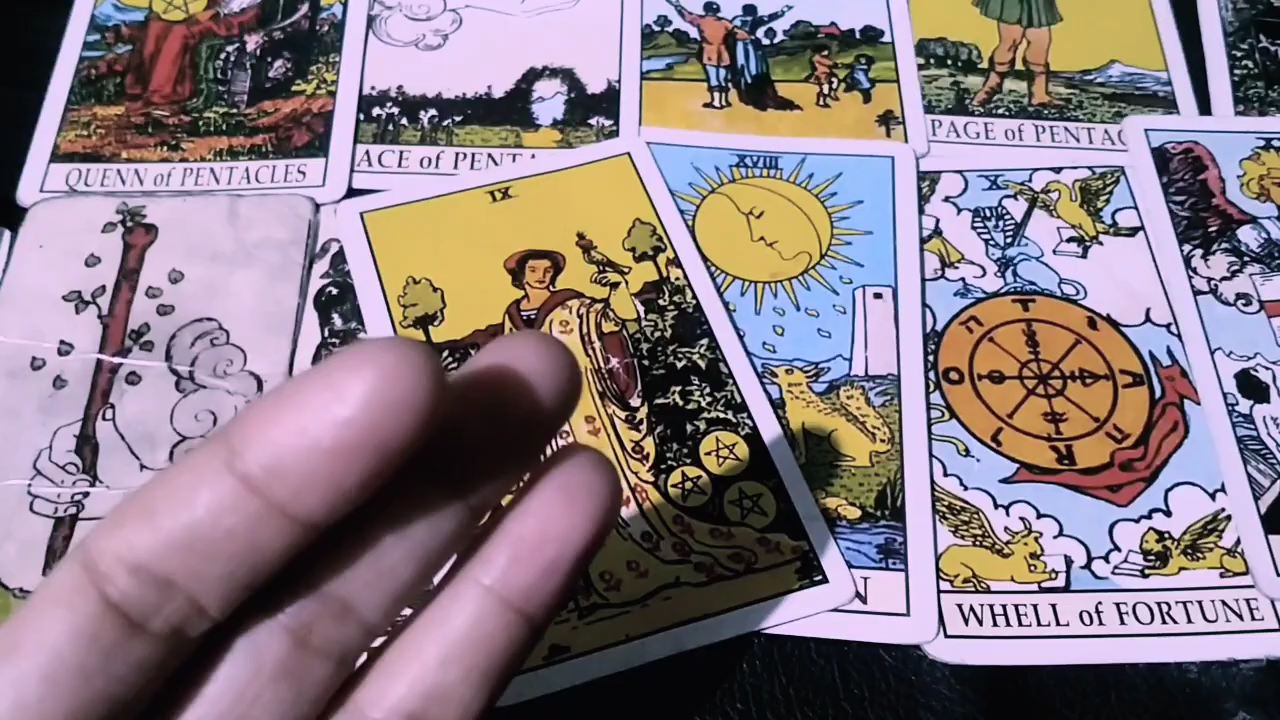 QUENN of PENTACLES
ACE of PENTA
PAGE of PENTAC
IX
XVIII
X
N
WHELL of FORTUNE
T
A
R
O